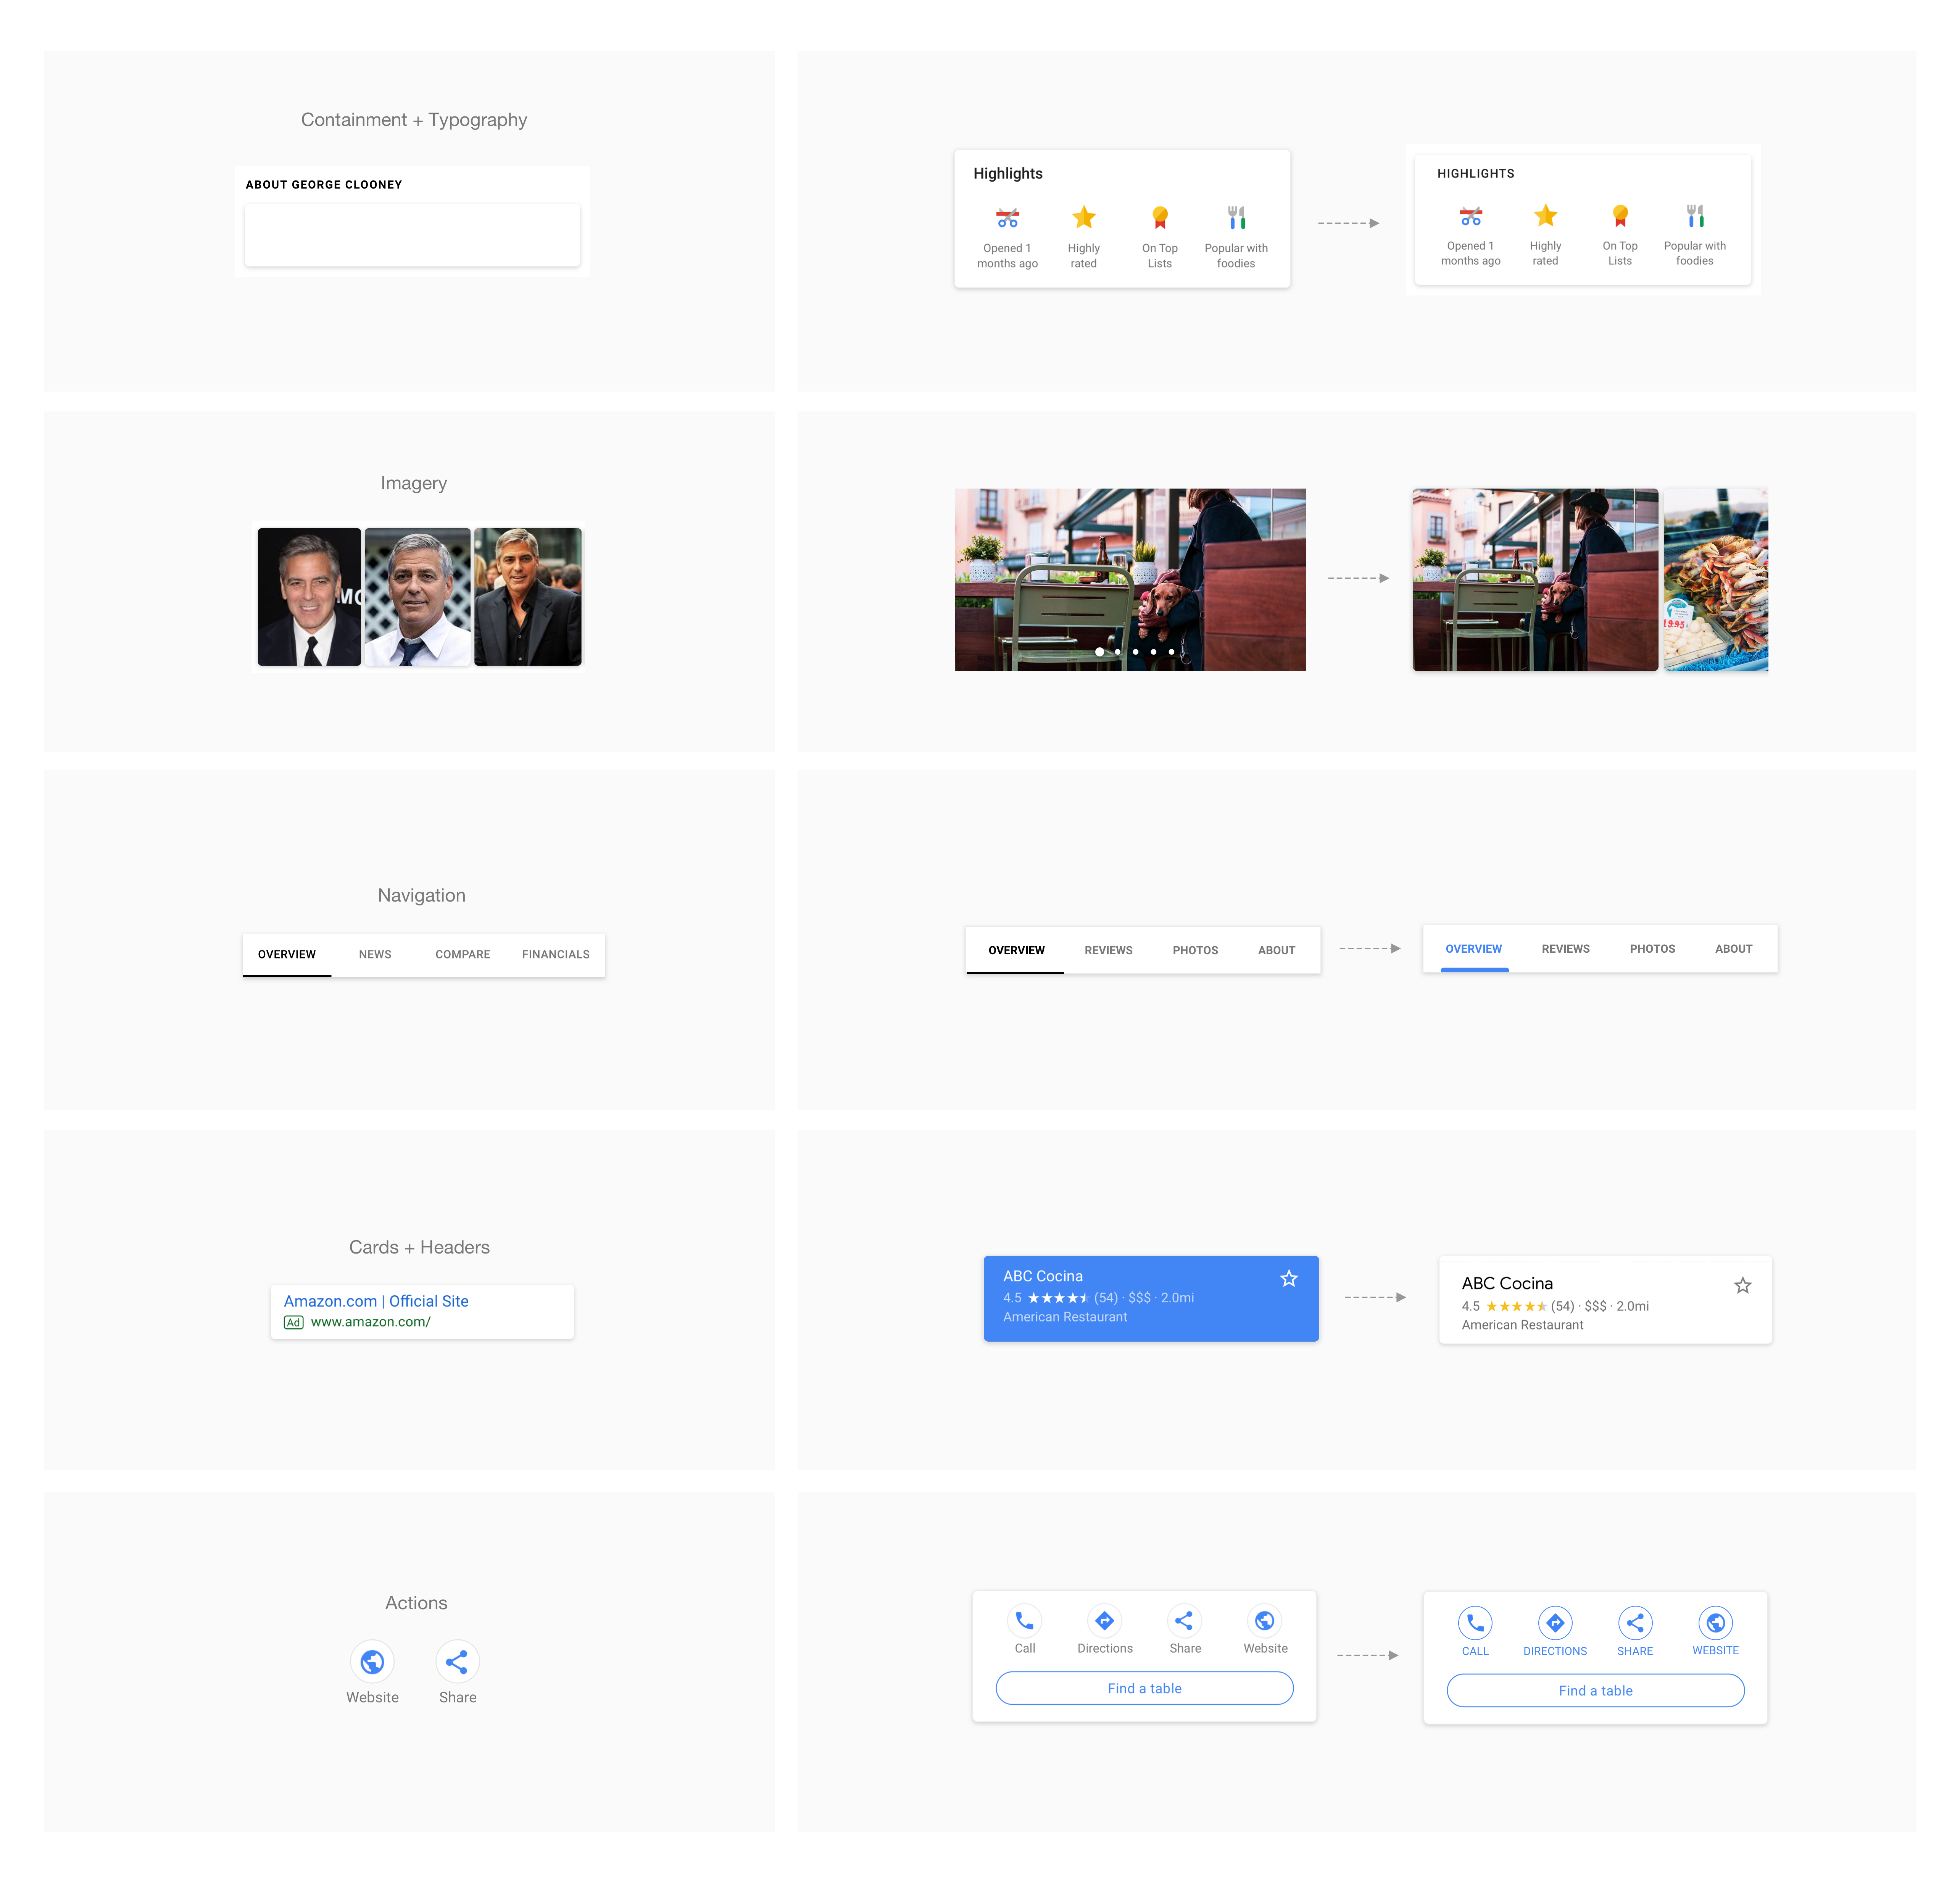 Containment + Typography
ABOUT GEORGE CLOONEY
Highlights
Opened 1
months ago
Highly
rated
On Top
Lists
Popular with
foodies
HIGHLIGHTS
Opened 1
months ago
Highly
rated
On Top
Lists
Popular with
foodies
Imagery
MO
19.95
Navigation
OVERVIEW NEWS COMPARE FINANCIALS
OVERVIEW REVIEWS PHOTOS ABOUT
OVERVIEW REVIEWS PHOTOS ABOUT
Cards + Headers
Amazon.com | Official Site
Ad www.amazon.com/
ABC Cocina
4.5 ★★★★ (54) · $$$ · 2.0mi
American Restaurant
ABC Cocina
4.5 ★★★★ (54) · $$$ · 2.0mi
American Restaurant
Actions
Website Share
Call Directions Share Website
Find a table
CALL DIRECTIONS SHARE WEBSITE
Find a table